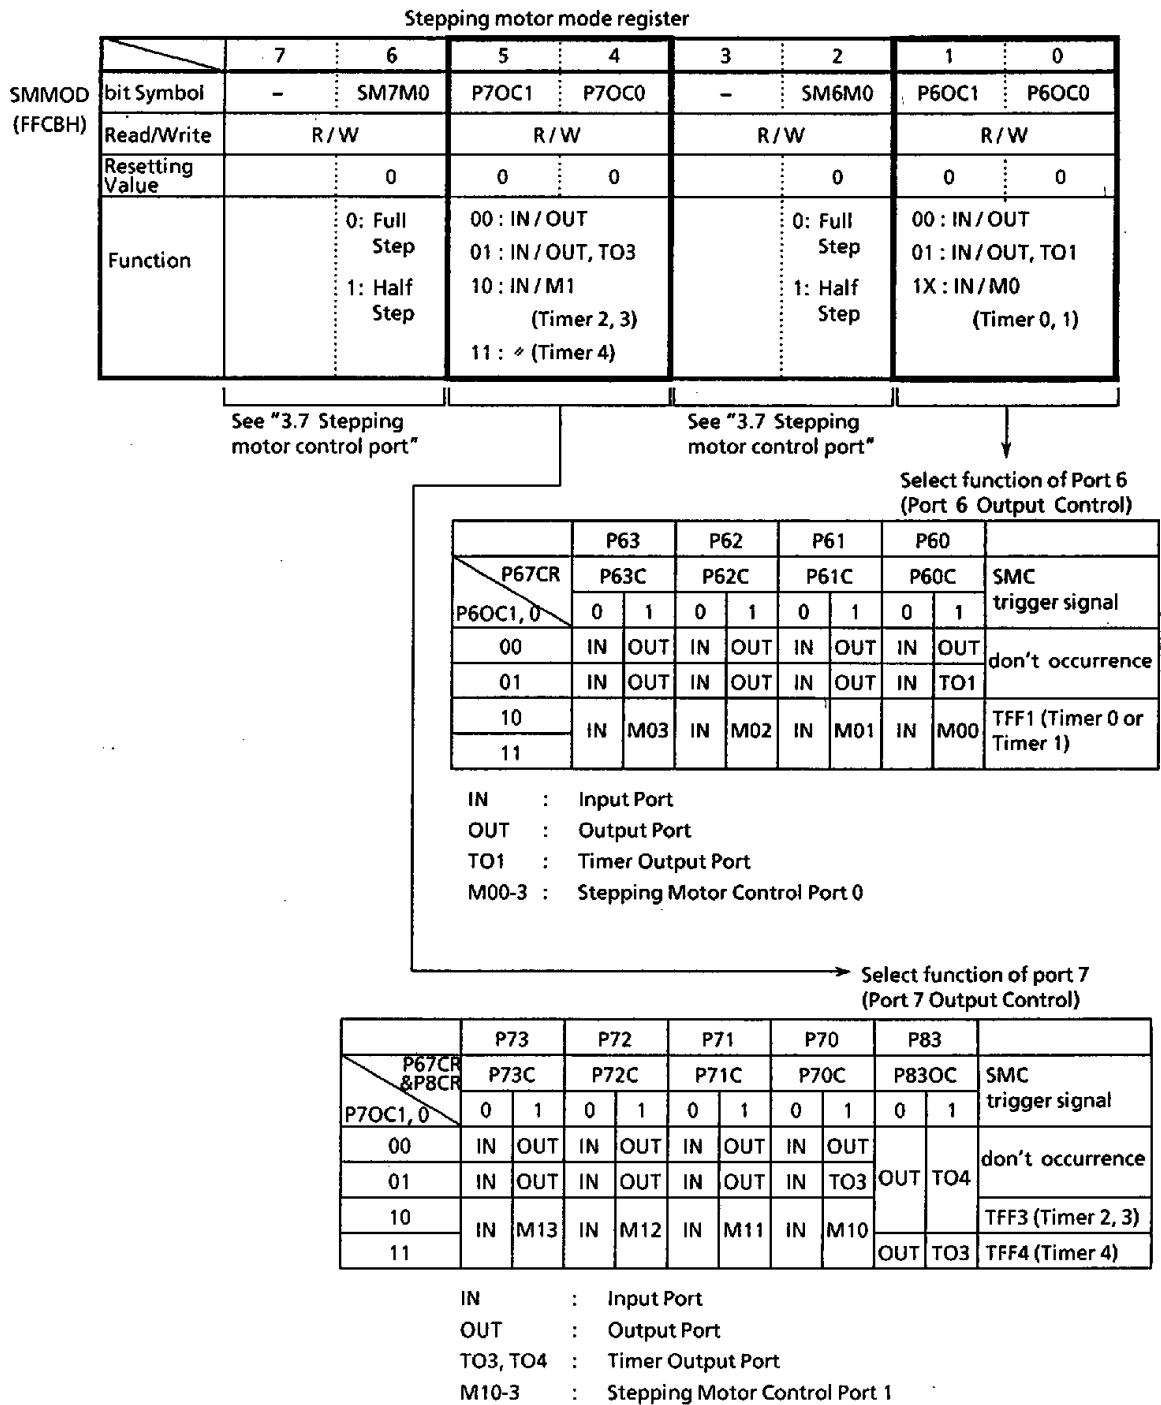 Stepping motor mode register
7 6 5 4 3 2 1 0
SMMOD (FFCBH)
bit Symbol – SM7M0 P7OC1 P7OC0 – SM6M0 P6OC1 P6OC0
Read/Write R/W R/W R/W R/W
Resetting Value 0 0 0 0 0 0
Function
0: Full Step
1: Half Step
00 : IN/OUT
01 : IN/OUT, TO3
10 : IN/M1
(Timer 2, 3)
11 : 〃 (Timer 4)
0: Full Step
1: Half Step
00 : IN/OUT
01 : IN/OUT, TO1
1X : IN/M0
(Timer 0, 1)
See "3.7 Stepping
motor control port"
See "3.7 Stepping
motor control port"
Select function of Port 6
(Port 6 Output Control)
P63 P62 P61 P60
P67CR P63C P62C P61C P60C SMC
trigger signal
P6OC1, 0 0 1 0 1 0 1 0 1
00 IN OUT IN OUT IN OUT IN OUT don't occurrence
01 IN OUT IN OUT IN OUT IN TO1
10 IN M03 IN M02 IN M01 IN M00 TFF1 (Timer 0 or
Timer 1)
11
IN : Input Port
OUT : Output Port
TO1 : Timer Output Port
M00-3 : Stepping Motor Control Port 0
Select function of port 7
(Port 7 Output Control)
P73 P72 P71 P70 P83
P67CR
&P8CR
P73C P72C P71C P70C P83OC SMC
trigger signal
P7OC1, 0 0 1 0 1 0 1 0 1 0 1
00 IN OUT IN OUT IN OUT IN OUT OUT TO4 don't occurrence
01 IN OUT IN OUT IN OUT IN TO3
10 IN M13 IN M12 IN M11 IN M10 TFF3 (Timer 2, 3)
11 OUT TO3 TFF4 (Timer 4)
IN : Input Port
OUT : Output Port
TO3, TO4 : Timer Output Port
M10-3 : Stepping Motor Control Port 1